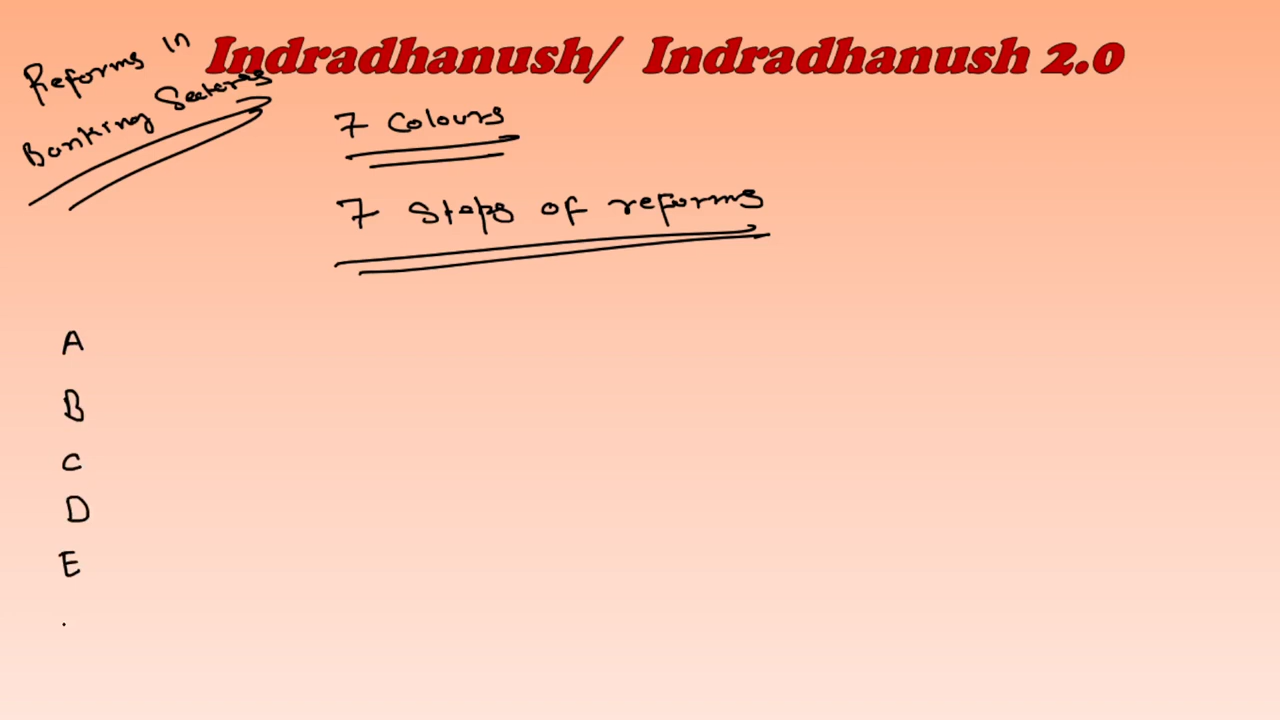 Indradhanush/ Indradhanush 2.0
Reforms in
Banking Sectors
7 Colours
7 Steps of reforms
A
B
C
D
E